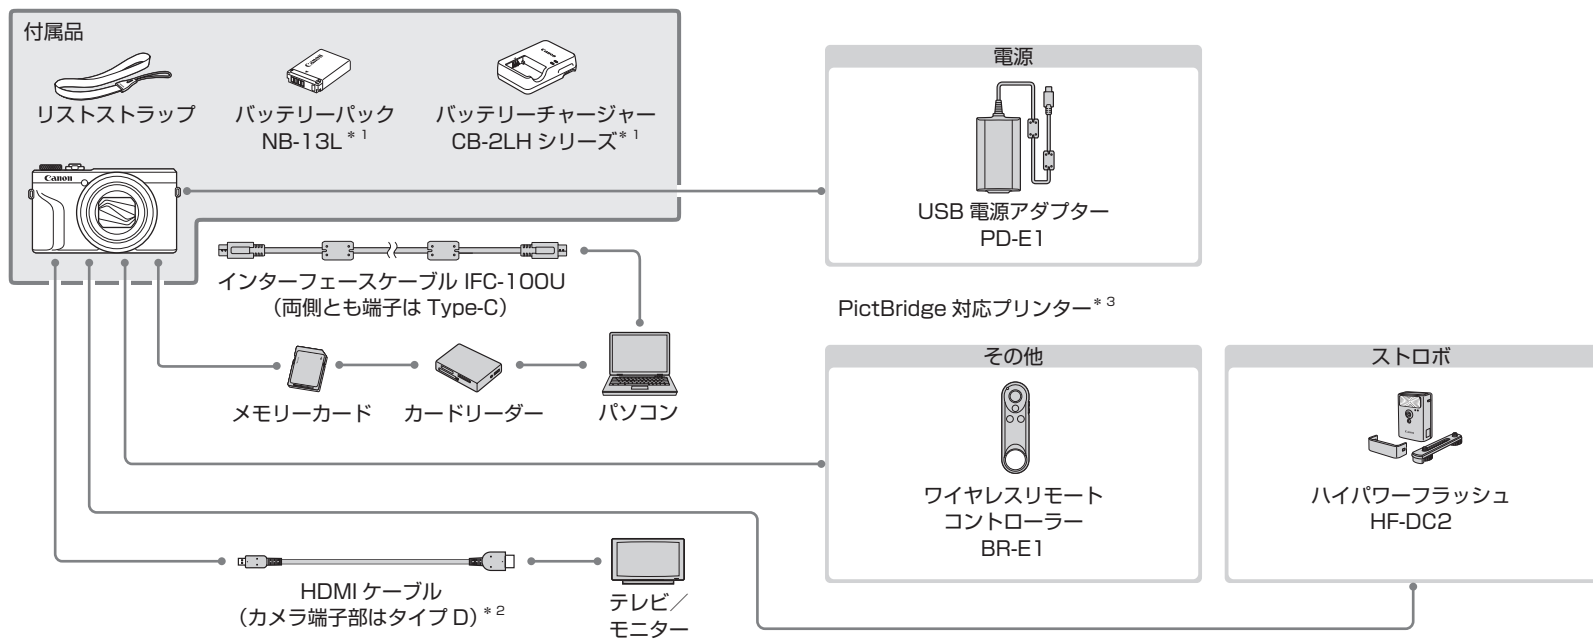 付属品
リストストラップ
バッテリーパック
NB-13L＊1
バッテリーチャージャー
CB-2LH シリーズ＊1
Canon
Canon
Canon
電源
USB 電源アダプター
PD-E1
インターフェースケーブル IFC-100U
（両側とも端子は Type-C）
PictBridge 対応プリンター＊3
メモリーカード
カードリーダー
パソコン
その他
ワイヤレスリモート
コントローラー
BR-E1
ストロボ
Canon
ハイパワーフラッシュ
HF-DC2
HDMI ケーブル
（カメラ端子部はタイプ D）＊2
テレビ／
モニター